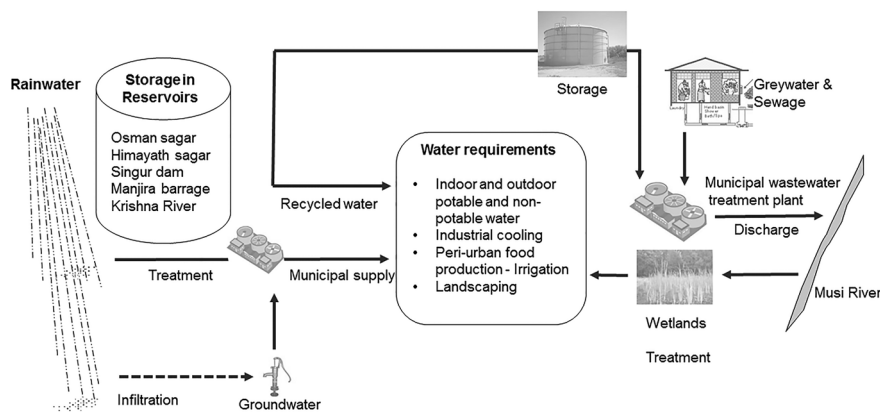 Rainwater
Storage in
Reservoirs
Osman sagar
Himayath sagar
Singur dam
Manjira barrage
Krishna River
Treatment
Infiltration
Groundwater
Recycled water
Municipal supply
Water requirements
• Indoor and outdoor
potable and non-
potable water
• Industrial cooling
• Peri-urban food
production - Irrigation
• Landscaping
Storage
Greywater &
Sewage
Municipal wastewater
treatment plant
Discharge
Musi River
Wetlands
Treatment